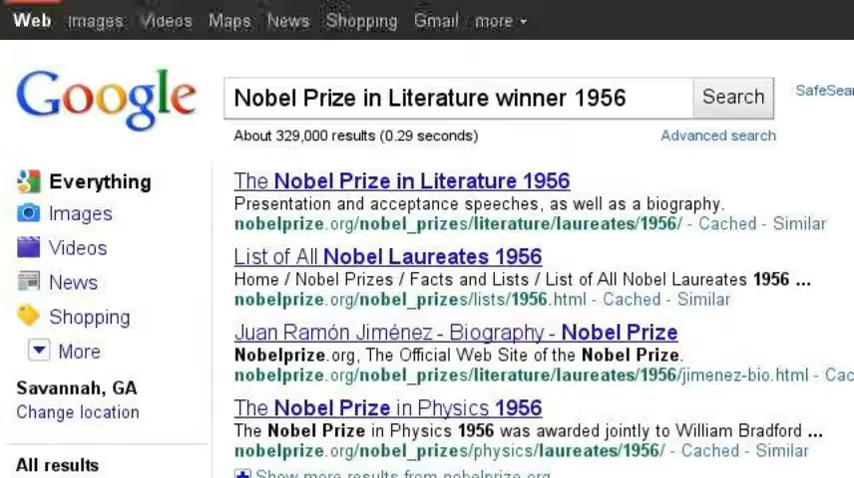 Web Images Videos Maps News Shopping Gmail more
Google
Nobel Prize in Literature winner 1956 Search
About 329,000 results (0.29 seconds) Advanced search
Everything
Images
Videos
News
Shopping
More
Savannah, GA
Change location
All results
The Nobel Prize in Literature 1956
Presentation and acceptance speeches, as well as a biography.
nobelprize.org/nobel_prizes/literature/laureates/1956/ - Cached - Similar
List of All Nobel Laureates 1956
Home / Nobel Prizes / Facts and Lists / List of All Nobel Laureates 1956 ...
nobelprize.org/nobel_prizes/lists/1956.html - Cached - Similar
Juan Ramón Jiménez - Biography - Nobel Prize
Nobelprize.org, The Official Web Site of the Nobel Prize.
nobelprize.org/nobel_prizes/literature/laureates/1956/jimenez-bio.html - Cac
The Nobel Prize in Physics 1956
The Nobel Prize in Physics 1956 was awarded jointly to William Bradford ...
nobelprize.org/nobel_prizes/physics/laureates/1956/ - Cached - Similar
Show more results from nobelprize.org
SafeSear